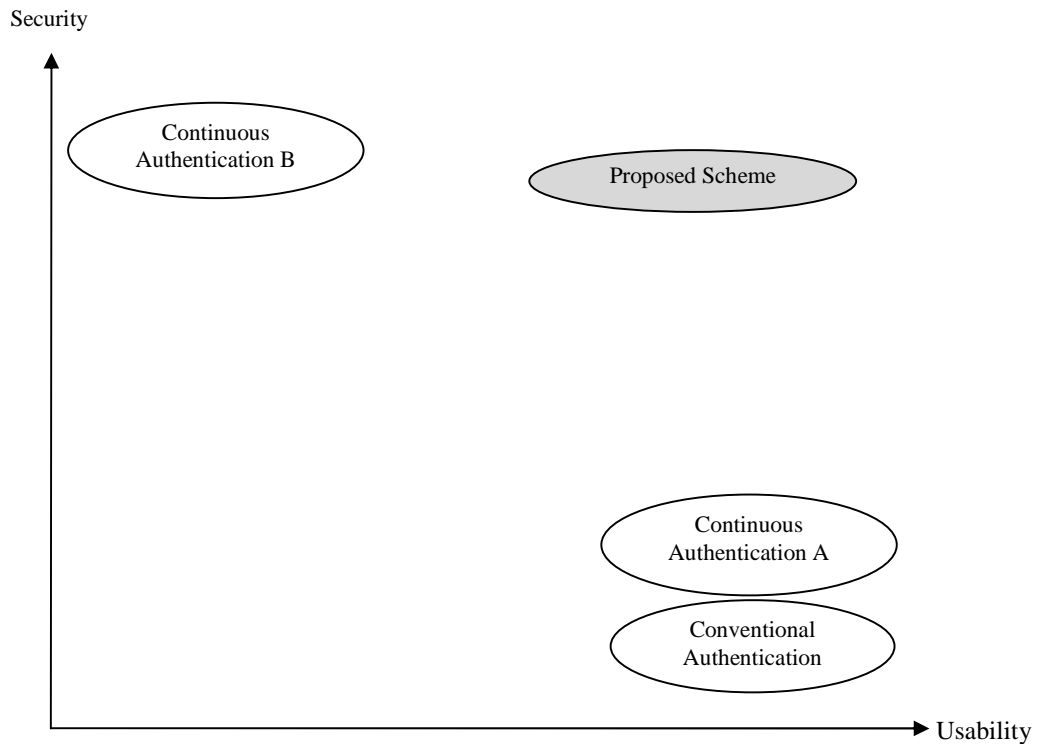 Security
Continuous
Authentication B
Proposed Scheme
Continuous
Authentication A
Conventional
Authentication
Usability